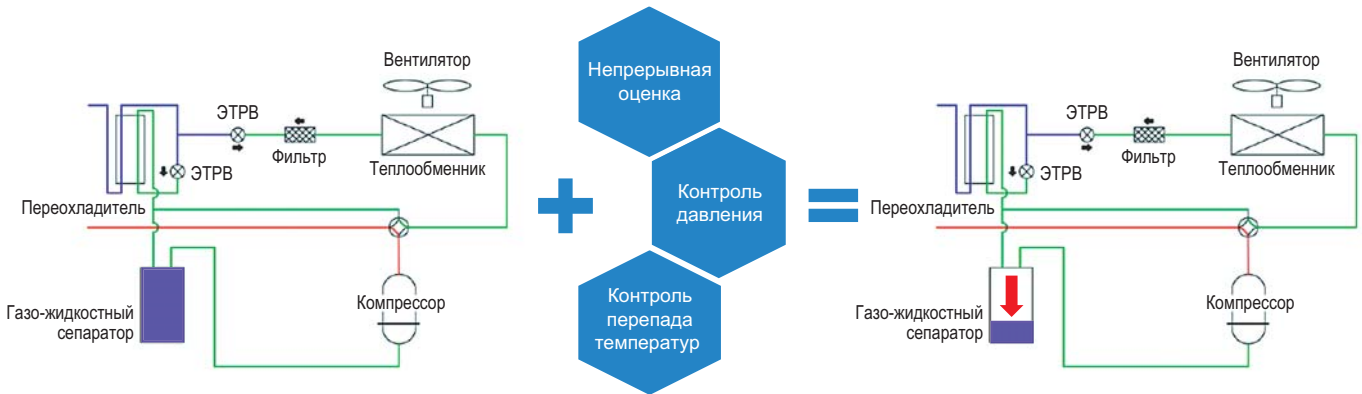 Вентилятор
ЭТРВ
Фильтр
Теплообменник
ЭТРВ
Переохладитель
Газо-жидкостный
сепаратор
Компрессор
Непрерывная
оценка
Контроль
давления
Контроль
перепада
температур
Вентилятор
ЭТРВ
Фильтр
Теплообменник
ЭТРВ
Переохладитель
Газо-жидкостный
сепаратор
Компрессор